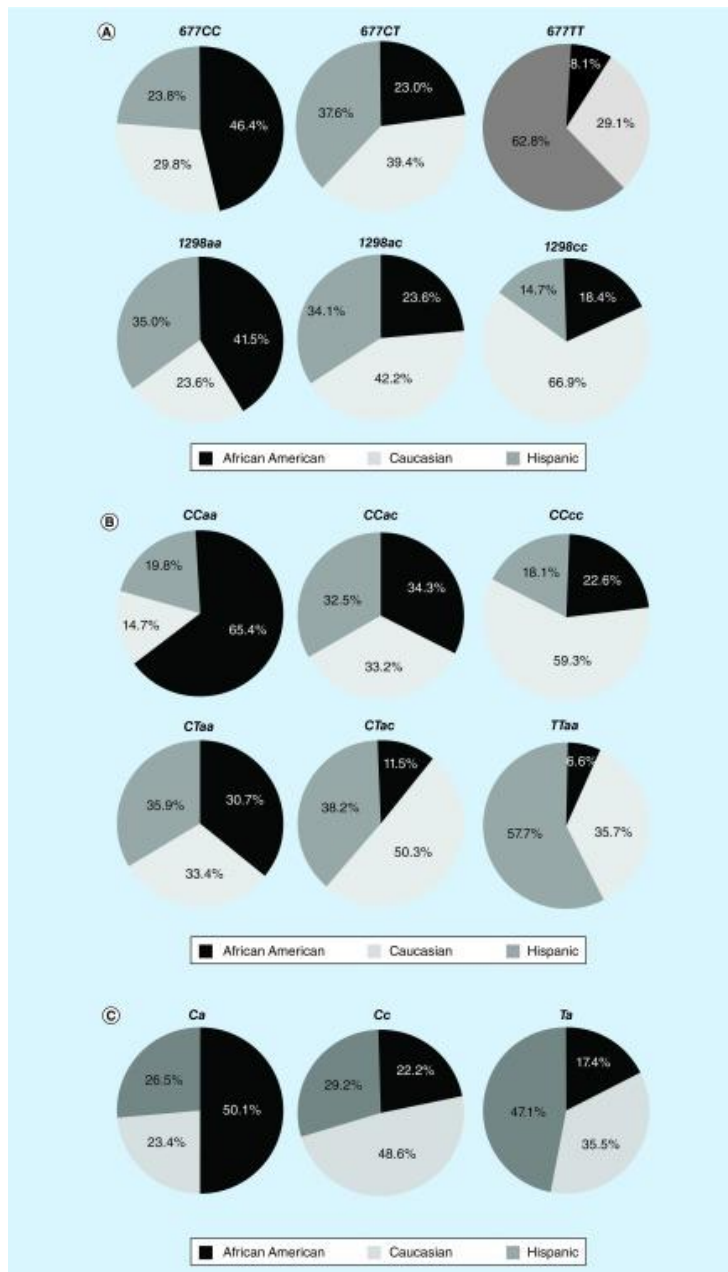 A
677CC 677CT 677TT
23.8% 46.4% 29.8%
37.6% 23.0% 39.4%
8.1% 29.1% 62.8%
1298aa 1298ac 1298cc
35.0% 41.5% 23.6%
34.1% 23.6% 42.2%
14.7% 18.4% 66.9%
African American Caucasian Hispanic
B
CCaa CCac CCcc
19.8% 14.7% 65.4%
32.5% 34.3% 33.2%
18.1% 22.6% 59.3%
CTaa CTac TTaa
35.9% 30.7% 33.4%
38.2% 11.5% 50.3%
6.6% 57.7% 35.7%
African American Caucasian Hispanic
C
Ca Cc Ta
26.5% 50.1% 23.4%
29.2% 22.2% 48.6%
17.4% 47.1% 35.5%
African American Caucasian Hispanic